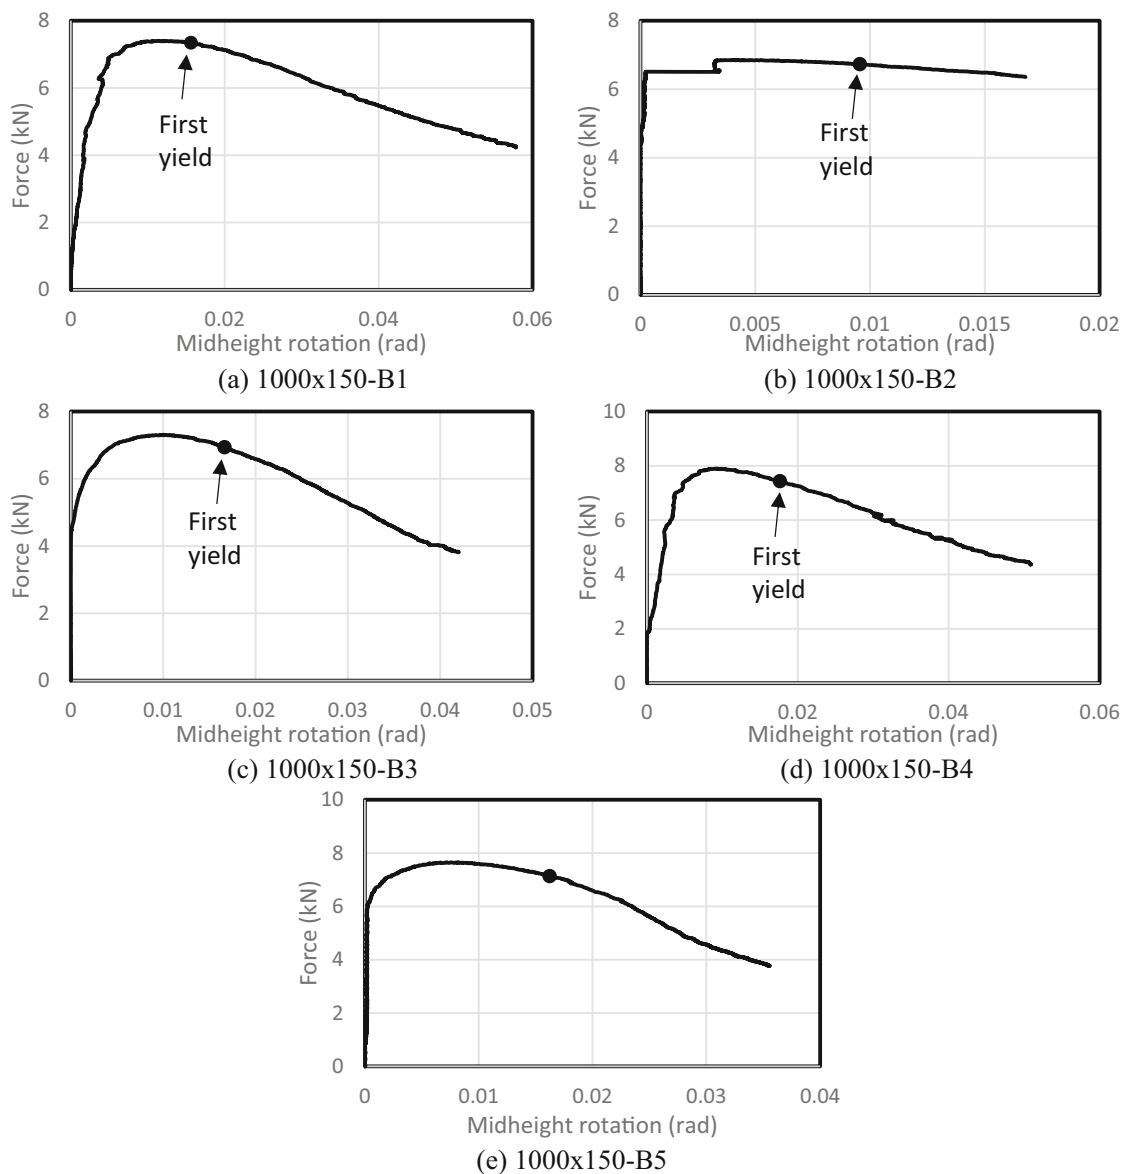 8
6
4
2
0
Force (kN)
First
yield
0
0.02
0.04
0.06
Midheight rotation (rad)
(a) 1000x150-B1
8
6
4
2
0
Force (kN)
First
yield
0
0.005
0.01
0.015
0.02
Midheight rotation (rad)
(b) 1000x150-B2
8
6
4
2
0
Force (kN)
First
yield
0
0.01
0.02
0.03
0.04
0.05
Midheight rotation (rad)
(c) 1000x150-B3
10
8
6
4
2
0
Force (kN)
First
yield
0
0.02
0.04
0.06
Midheight rotation (rad)
(d) 1000x150-B4
10
8
6
4
2
0
Force (kN)
0
0.01
0.02
0.03
0.04
Midheight rotation (rad)
(e) 1000x150-B5